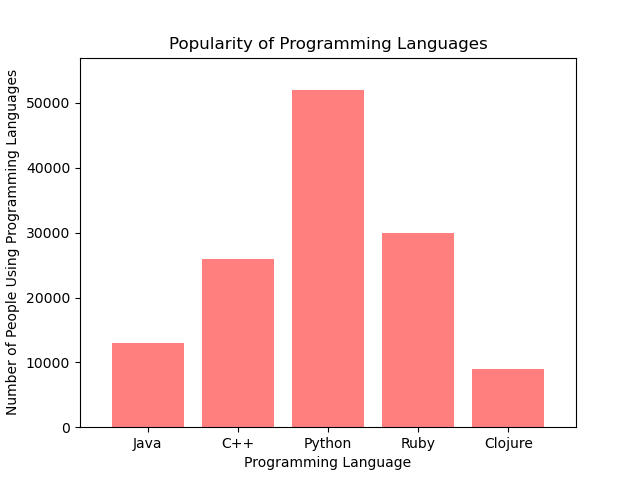 Popularity of Programming Languages
Number of People Using Programming Languages
50000
40000
30000
20000
10000
0
Java
C++
Python
Ruby
Clojure
Programming Language